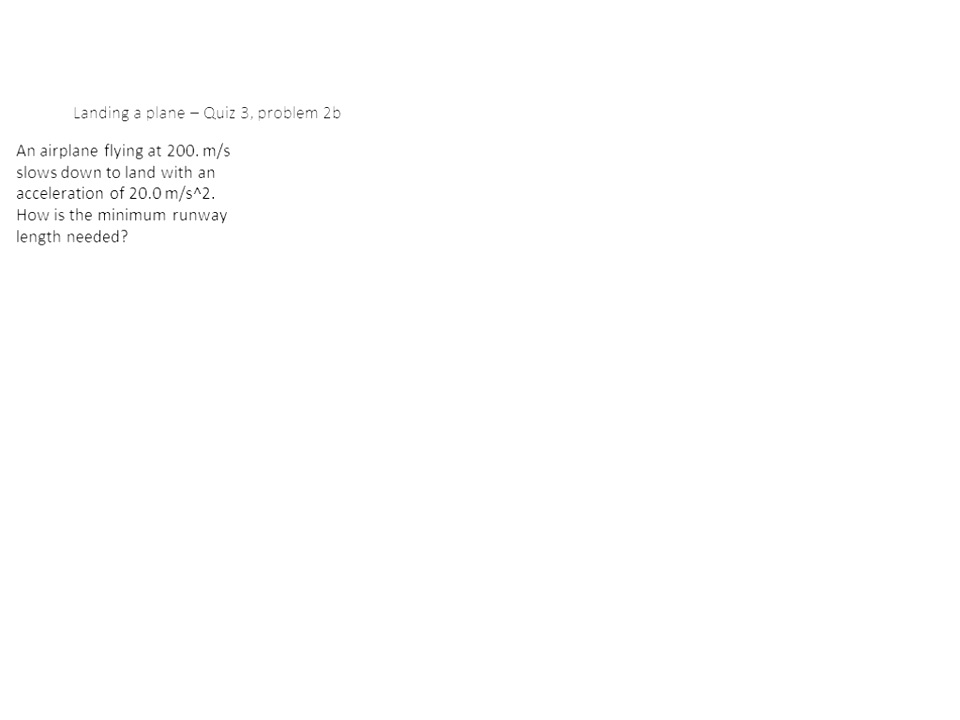 Landing a plane – Quiz 3, problem 2b
An airplane flying at 200. m/s
slows down to land with an
acceleration of 20.0 m/s^2.
How is the minimum runway
length needed?